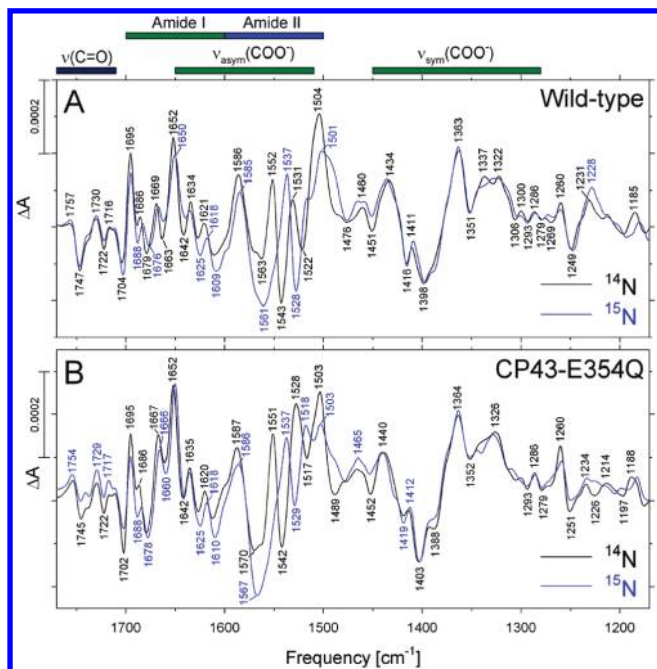 Amide I Amide II
ν(C=O) νasym(COO⁻) νsym(COO⁻)
A Wild-type
0.0002
ΔA
1757 1747 1730 1722 1716 1704 1695 1688 1686 1679 1676 1669 1663 1652 1650 1642 1634 1625 1621 1618 1609 1586 1585 1563 1561 1552 1543 1537 1531 1528 1522 1504 1501 1476 1460 1451 1434 1416 1411 1398 1363 1351 1337 1322 1306 1300 1293 1286 1279 1269 1260 1249 1231 1228 1185
¹⁴N
¹⁵N
B CP43-E354Q
0.0002
ΔA
1754 1745 1729 1722 1717 1702 1695 1688 1686 1678 1667 1666 1660 1652 1642 1635 1625 1620 1618 1610 1587 1586 1570 1567 1551 1542 1537 1529 1528 1518 1517 1503 1503 1489 1465 1452 1440 1419 1412 1403 1388 1364 1352 1326 1293 1286 1279 1260 1251 1234 1226 1214 1197 1188
¹⁴N
¹⁵N
1700 1600 1500 1400 1300 1200
Frequency [cm⁻¹]